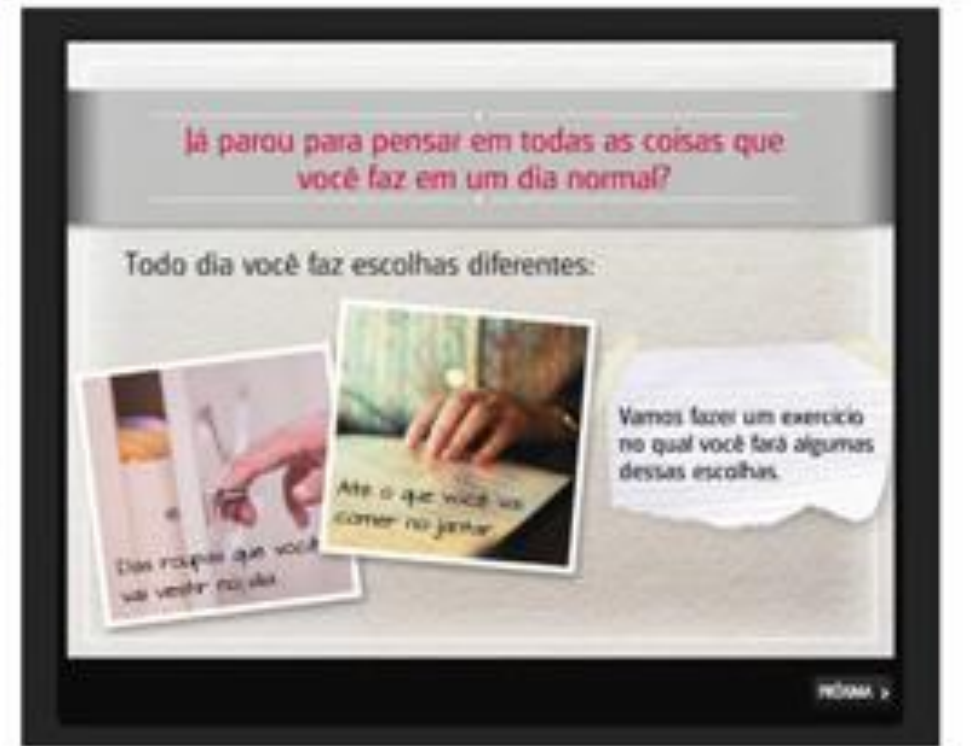 Já parou para pensar em todas as coisas que
você faz em um dia normal?
Todo dia você faz escolhas diferentes:
Das roupas que você
vai vestir no dia
Até o que você vai
comer no jantar.
Vamos fazer um exercício
no qual você fará algumas
dessas escolhas.
PRÓXIMA >